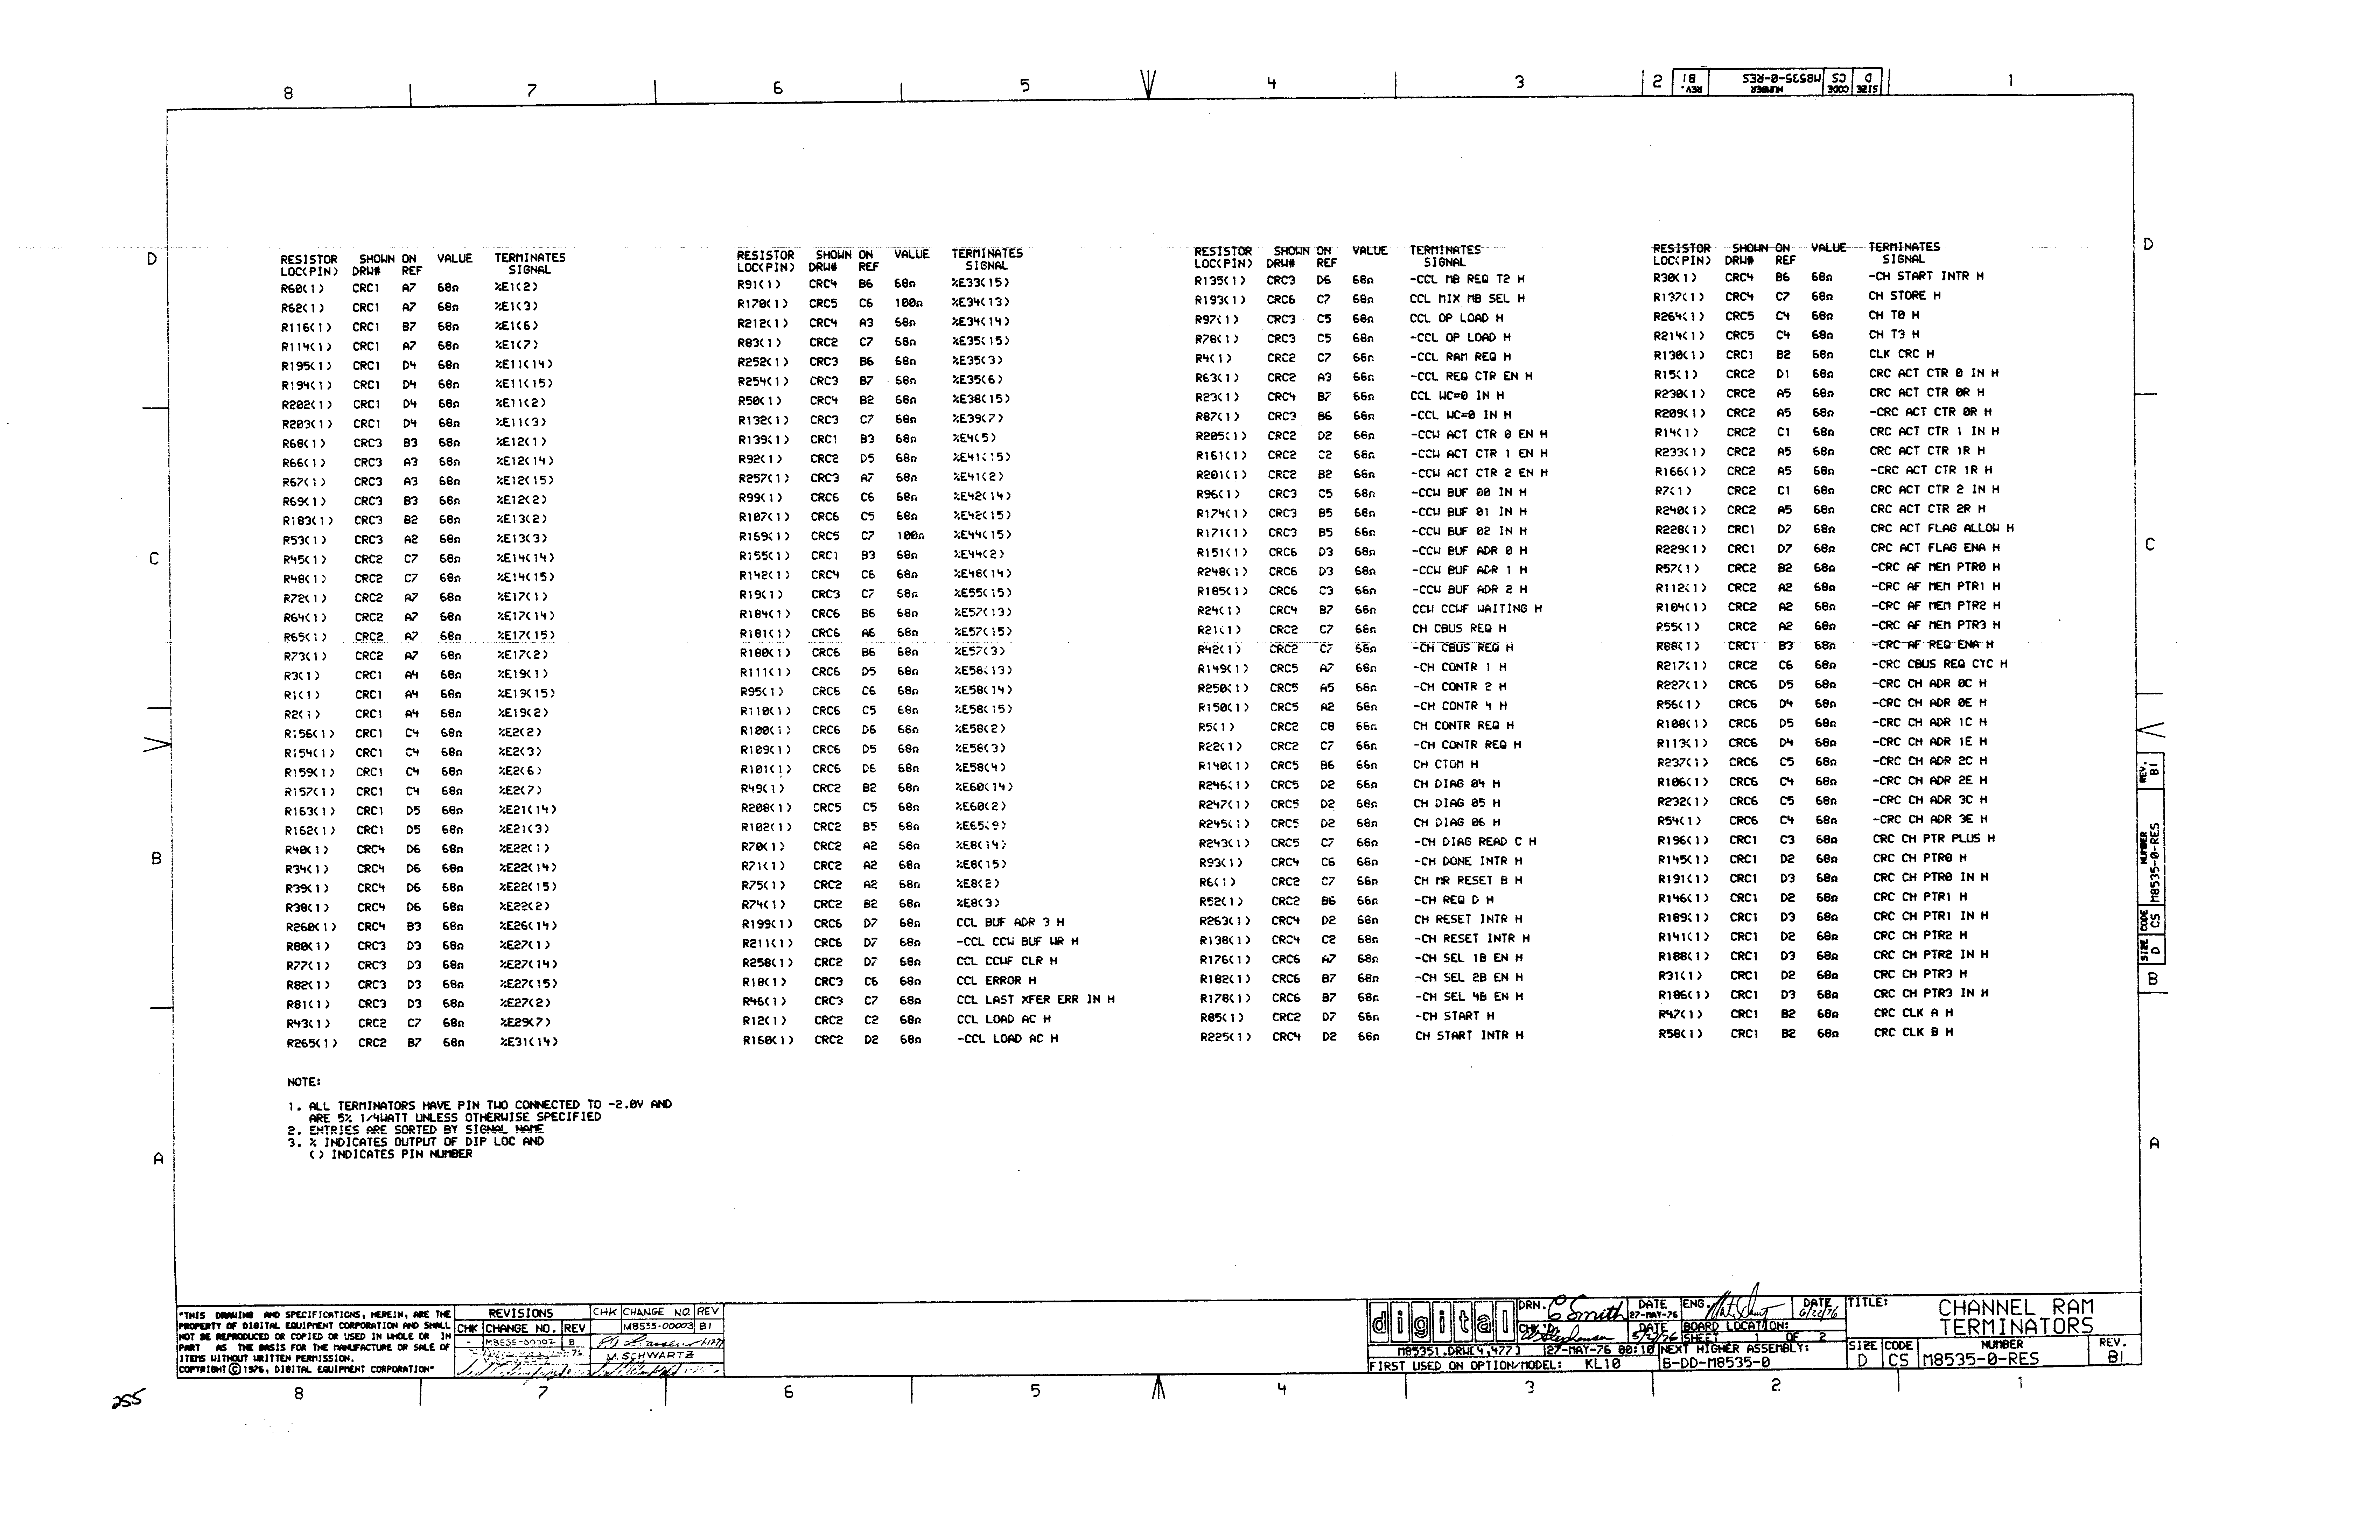 8 7 6 5 4 3 2 1
REV. B1 NUMBER M8535-0-RES CODE CS SIZE D
D
C
B
A
RESISTOR SHOWN ON VALUE TERMINATES
LOC(PIN) DRW# REF SIGNAL
R60(1) CRC1 A7 68Ω %E1(2)
R62(1) CRC1 A7 68Ω %E1(3)
R116(1) CRC1 B7 68Ω %E1(6)
R114(1) CRC1 A7 68Ω %E1(7)
R195(1) CRC1 D4 68Ω %E11(14)
R194(1) CRC1 D4 68Ω %E11(15)
R202(1) CRC1 D4 68Ω %E11(2)
R203(1) CRC1 D4 68Ω %E11(3)
R68(1) CRC3 B3 68Ω %E12(1)
R66(1) CRC3 A3 68Ω %E12(14)
R67(1) CRC3 A3 68Ω %E12(15)
R69(1) CRC3 B3 68Ω %E12(2)
R183(1) CRC3 B2 68Ω %E13(2)
R53(1) CRC3 A2 68Ω %E13(3)
R45(1) CRC2 C7 68Ω %E14(14)
R48(1) CRC2 C7 68Ω %E14(15)
R72(1) CRC2 A7 68Ω %E17(1)
R64(1) CRC2 A7 68Ω %E17(14)
R65(1) CRC2 A7 68Ω %E17(15)
R73(1) CRC2 A7 68Ω %E17(2)
R3(1) CRC1 A4 68Ω %E19(1)
R1(1) CRC1 A4 68Ω %E19(15)
R2(1) CRC1 A4 68Ω %E19(2)
R156(1) CRC1 C4 68Ω %E2(2)
R154(1) CRC1 C4 68Ω %E2(3)
R159(1) CRC1 C4 68Ω %E2(6)
R157(1) CRC1 C4 68Ω %E2(7)
R163(1) CRC1 D5 68Ω %E21(14)
R162(1) CRC1 D5 68Ω %E21(3)
R40(1) CRC4 D6 68Ω %E22(1)
R34(1) CRC4 D6 68Ω %E22(14)
R39(1) CRC4 D6 68Ω %E22(15)
R38(1) CRC4 D6 68Ω %E22(2)
R260(1) CRC4 B3 68Ω %E26(14)
R80(1) CRC3 D3 68Ω %E27(1)
R77(1) CRC3 D3 68Ω %E27(14)
R82(1) CRC3 D3 68Ω %E27(15)
R81(1) CRC3 D3 68Ω %E27(2)
R43(1) CRC2 C7 68Ω %E29(7)
R265(1) CRC2 B7 68Ω %E31(14)
RESISTOR SHOWN ON VALUE TERMINATES
LOC(PIN) DRW# REF SIGNAL
R91(1) CRC4 B6 68Ω %E33(15)
R170(1) CRC5 C6 100Ω %E34(13)
R212(1) CRC4 A3 68Ω %E34(14)
R83(1) CRC2 C7 68Ω %E35(15)
R252(1) CRC3 B6 68Ω %E35(3)
R254(1) CRC3 B7 68Ω %E35(6)
R50(1) CRC4 B2 68Ω %E38(15)
R132(1) CRC3 C7 68Ω %E39(7)
R139(1) CRC1 B3 68Ω %E4(5)
R92(1) CRC2 D5 68Ω %E41(15)
R257(1) CRC3 A7 68Ω %E41(2)
R99(1) CRC6 C6 68Ω %E42(14)
R107(1) CRC6 C5 68Ω %E42(15)
R169(1) CRC5 C7 100Ω %E44(15)
R155(1) CRC1 B3 68Ω %E44(2)
R142(1) CRC4 C6 68Ω %E48(14)
R19(1) CRC3 C7 68Ω %E55(15)
R184(1) CRC6 B6 68Ω %E57(13)
R181(1) CRC6 A6 68Ω %E57(15)
R180(1) CRC6 B6 68Ω %E57(3)
R111(1) CRC6 D5 68Ω %E58(13)
R95(1) CRC6 C6 68Ω %E58(14)
R110(1) CRC6 C5 68Ω %E58(15)
R100(1) CRC6 D6 68Ω %E58(2)
R109(1) CRC6 D5 68Ω %E58(3)
R101(1) CRC6 D6 68Ω %E58(4)
R49(1) CRC2 B2 68Ω %E60(14)
R208(1) CRC5 C5 68Ω %E60(2)
R102(1) CRC2 B5 68Ω %E65(9)
R70(1) CRC2 A2 68Ω %E8(14)
R71(1) CRC2 A2 68Ω %E8(15)
R75(1) CRC2 A2 68Ω %E8(2)
R74(1) CRC2 B2 68Ω %E8(3)
R199(1) CRC6 D7 68Ω CCL BUF ADR 3 H
R211(1) CRC6 D7 68Ω -CCL CCW BUF WR H
R258(1) CRC2 D7 68Ω CCL CCWF CLR H
R18(1) CRC3 C6 68Ω CCL ERROR H
R46(1) CRC3 C7 68Ω CCL LAST XFER ERR IN H
R12(1) CRC2 C2 68Ω CCL LOAD AC H
R160(1) CRC2 D2 68Ω -CCL LOAD AC H
RESISTOR SHOWN ON VALUE TERMINATES
LOC(PIN) DRW# REF SIGNAL
R135(1) CRC3 D6 68Ω -CCL MB REQ T2 H
R193(1) CRC6 C7 68Ω CCL MIX MB SEL H
R97(1) CRC3 C5 68Ω CCL OP LOAD H
R78(1) CRC3 C5 68Ω -CCL OP LOAD H
R4(1) CRC2 C7 68Ω -CCL RAM REQ H
R63(1) CRC2 A3 68Ω -CCL REQ CTR EN H
R23(1) CRC4 B7 68Ω CCL WC=0 IN H
R87(1) CRC3 B6 68Ω -CCL WC=0 IN H
R205(1) CRC2 D2 68Ω -CCW ACT CTR 0 EN H
R161(1) CRC2 C2 68Ω -CCW ACT CTR 1 EN H
R201(1) CRC2 B2 68Ω -CCW ACT CTR 2 EN H
R96(1) CRC3 C5 68Ω -CCW BUF 00 IN H
R174(1) CRC3 B5 68Ω -CCW BUF 01 IN H
R171(1) CRC3 B5 68Ω -CCW BUF 02 IN H
R151(1) CRC6 D3 68Ω -CCW BUF ADR 0 H
R248(1) CRC6 D3 68Ω -CCW BUF ADR 1 H
R185(1) CRC6 C3 68Ω -CCW BUF ADR 2 H
R24(1) CRC4 B7 68Ω CCW CCWF WAITING H
R21(1) CRC2 C7 68Ω CH CBUS REQ H
R42(1) CRC2 C7 68Ω -CH CBUS REQ H
R149(1) CRC5 A7 68Ω -CH CONTR 1 H
R250(1) CRC5 A5 68Ω -CH CONTR 2 H
R150(1) CRC5 A2 68Ω -CH CONTR 4 H
R5(1) CRC2 C8 68Ω CH CONTR REQ H
R22(1) CRC2 C7 68Ω -CH CONTR REQ H
R140(1) CRC5 B6 68Ω CH CTOM H
R246(1) CRC5 D2 68Ω CH DIAG 04 H
R247(1) CRC5 D2 68Ω CH DIAG 05 H
R245(1) CRC5 D2 68Ω CH DIAG 06 H
R243(1) CRC5 C7 68Ω -CH DIAG READ C H
R93(1) CRC4 C6 68Ω -CH DONE INTR H
R6(1) CRC2 C7 68Ω CH MR RESET B H
R52(1) CRC2 B6 68Ω -CH REQ D H
R263(1) CRC4 D2 68Ω CH RESET INTR H
R138(1) CRC4 C2 68Ω -CH RESET INTR H
R176(1) CRC6 A7 68Ω -CH SEL 1B EN H
R182(1) CRC6 B7 68Ω -CH SEL 2B EN H
R178(1) CRC6 B7 68Ω -CH SEL 4B EN H
R85(1) CRC2 D7 68Ω -CH START H
R225(1) CRC4 D2 68Ω CH START INTR H
RESISTOR SHOWN ON VALUE TERMINATES
LOC(PIN) DRW# REF SIGNAL
R30(1) CRC4 B6 68Ω -CH START INTR H
R137(1) CRC4 C7 68Ω CH STORE H
R264(1) CRC5 C4 68Ω CH T0 H
R214(1) CRC5 C4 68Ω CH T3 H
R130(1) CRC1 B2 68Ω CLK CRC H
R15(1) CRC2 D1 68Ω CRC ACT CTR 0 IN H
R230(1) CRC2 A5 68Ω CRC ACT CTR 0R H
R209(1) CRC2 A5 68Ω -CRC ACT CTR 0R H
R14(1) CRC2 C1 68Ω CRC ACT CTR 1 IN H
R233(1) CRC2 A5 68Ω CRC ACT CTR 1R H
R166(1) CRC2 A5 68Ω -CRC ACT CTR 1R H
R7(1) CRC2 C1 68Ω CRC ACT CTR 2 IN H
R240(1) CRC2 A5 68Ω CRC ACT CTR 2R H
R228(1) CRC1 D7 68Ω CRC ACT FLAG ALLOW H
R229(1) CRC1 D7 68Ω CRC ACT FLAG ENA H
R57(1) CRC2 B2 68Ω -CRC AF MEM PTR0 H
R112(1) CRC2 A2 68Ω -CRC AF MEM PTR1 H
R104(1) CRC2 A2 68Ω -CRC AF MEM PTR2 H
R55(1) CRC2 A2 68Ω -CRC AF MEM PTR3 H
R88(1) CRC1 B3 68Ω -CRC AF REQ ENA H
R217(1) CRC2 C6 68Ω -CRC CBUS REQ CYC H
R227(1) CRC6 D5 68Ω -CRC CH ADR 0C H
R56(1) CRC6 D4 68Ω -CRC CH ADR 0E H
R108(1) CRC6 D5 68Ω -CRC CH ADR 1C H
R113(1) CRC6 D4 68Ω -CRC CH ADR 1E H
R237(1) CRC6 C5 68Ω -CRC CH ADR 2C H
R106(1) CRC6 C4 68Ω -CRC CH ADR 2E H
R232(1) CRC6 C5 68Ω -CRC CH ADR 3C H
R54(1) CRC6 C4 68Ω -CRC CH ADR 3E H
R196(1) CRC1 C3 68Ω CRC CH PTR PLUS H
R145(1) CRC1 D2 68Ω CRC CH PTR0 H
R191(1) CRC1 D3 68Ω CRC CH PTR0 IN H
R146(1) CRC1 D2 68Ω CRC CH PTR1 H
R189(1) CRC1 D3 68Ω CRC CH PTR1 IN H
R141(1) CRC1 D2 68Ω CRC CH PTR2 H
R188(1) CRC1 D3 68Ω CRC CH PTR2 IN H
R31(1) CRC1 D2 68Ω CRC CH PTR3 H
R186(1) CRC1 D3 68Ω CRC CH PTR3 IN H
R47(1) CRC1 B2 68Ω CRC CLK A H
R58(1) CRC1 B2 68Ω CRC CLK B H
D
C
B
A
SIZE D CODE CS NUMBER M8535-0-RES REV. B1
NOTE:
1. ALL TERMINATORS HAVE PIN TWO CONNECTED TO -2.0V AND
ARE 5% 1/4WATT UNLESS OTHERWISE SPECIFIED
2. ENTRIES ARE SORTED BY SIGNAL NAME
3. % INDICATES OUTPUT OF DIP LOC AND
() INDICATES PIN NUMBER
"THIS DRAWING AND SPECIFICATIONS, HEREIN, ARE THE
PROPERTY OF DIGITAL EQUIPMENT CORPORATION AND SHALL
NOT BE REPRODUCED OR COPIED OR USED IN WHOLE OR IN
PART AS THE BASIS FOR THE MANUFACTURE OR SALE OF
ITEMS WITHOUT WRITTEN PERMISSION.
COPYRIGHT © 1976, DIGITAL EQUIPMENT CORPORATION"
REVISIONS
CHK CHANGE NO. REV
- M8535-00002 B
CHK CHANGE NO REV
M8535-00003 B1
M. SCHWARTZ
digital
DRN. C Smith DATE 27-MAY-76
CHK'D DATE 5/27/76
ENG. DATE 6/22/76
BOARD LOCATION:
SHEET 1 OF 2
M85351.DRW[4,477] 27-MAY-76 00:10 NEXT HIGHER ASSEMBLY:
FIRST USED ON OPTION/MODEL: KL10 B-DD-M8535-0
TITLE: CHANNEL RAM
TERMINATORS
SIZE CODE NUMBER REV.
D CS M8535-0-RES B1
8 7 6 5 4 3 2 1
255